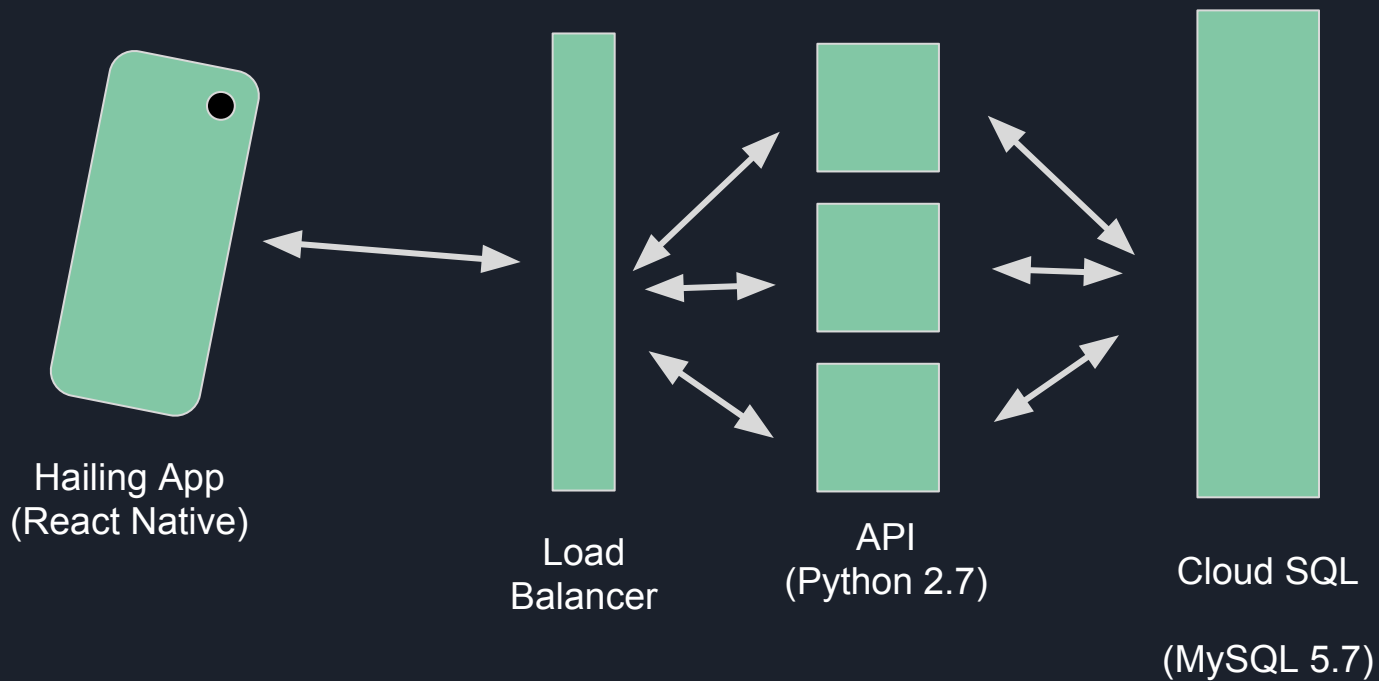 Hailing App
(React Native)
Load
Balancer
API
(Python 2.7)
Cloud SQL
(MySQL 5.7)